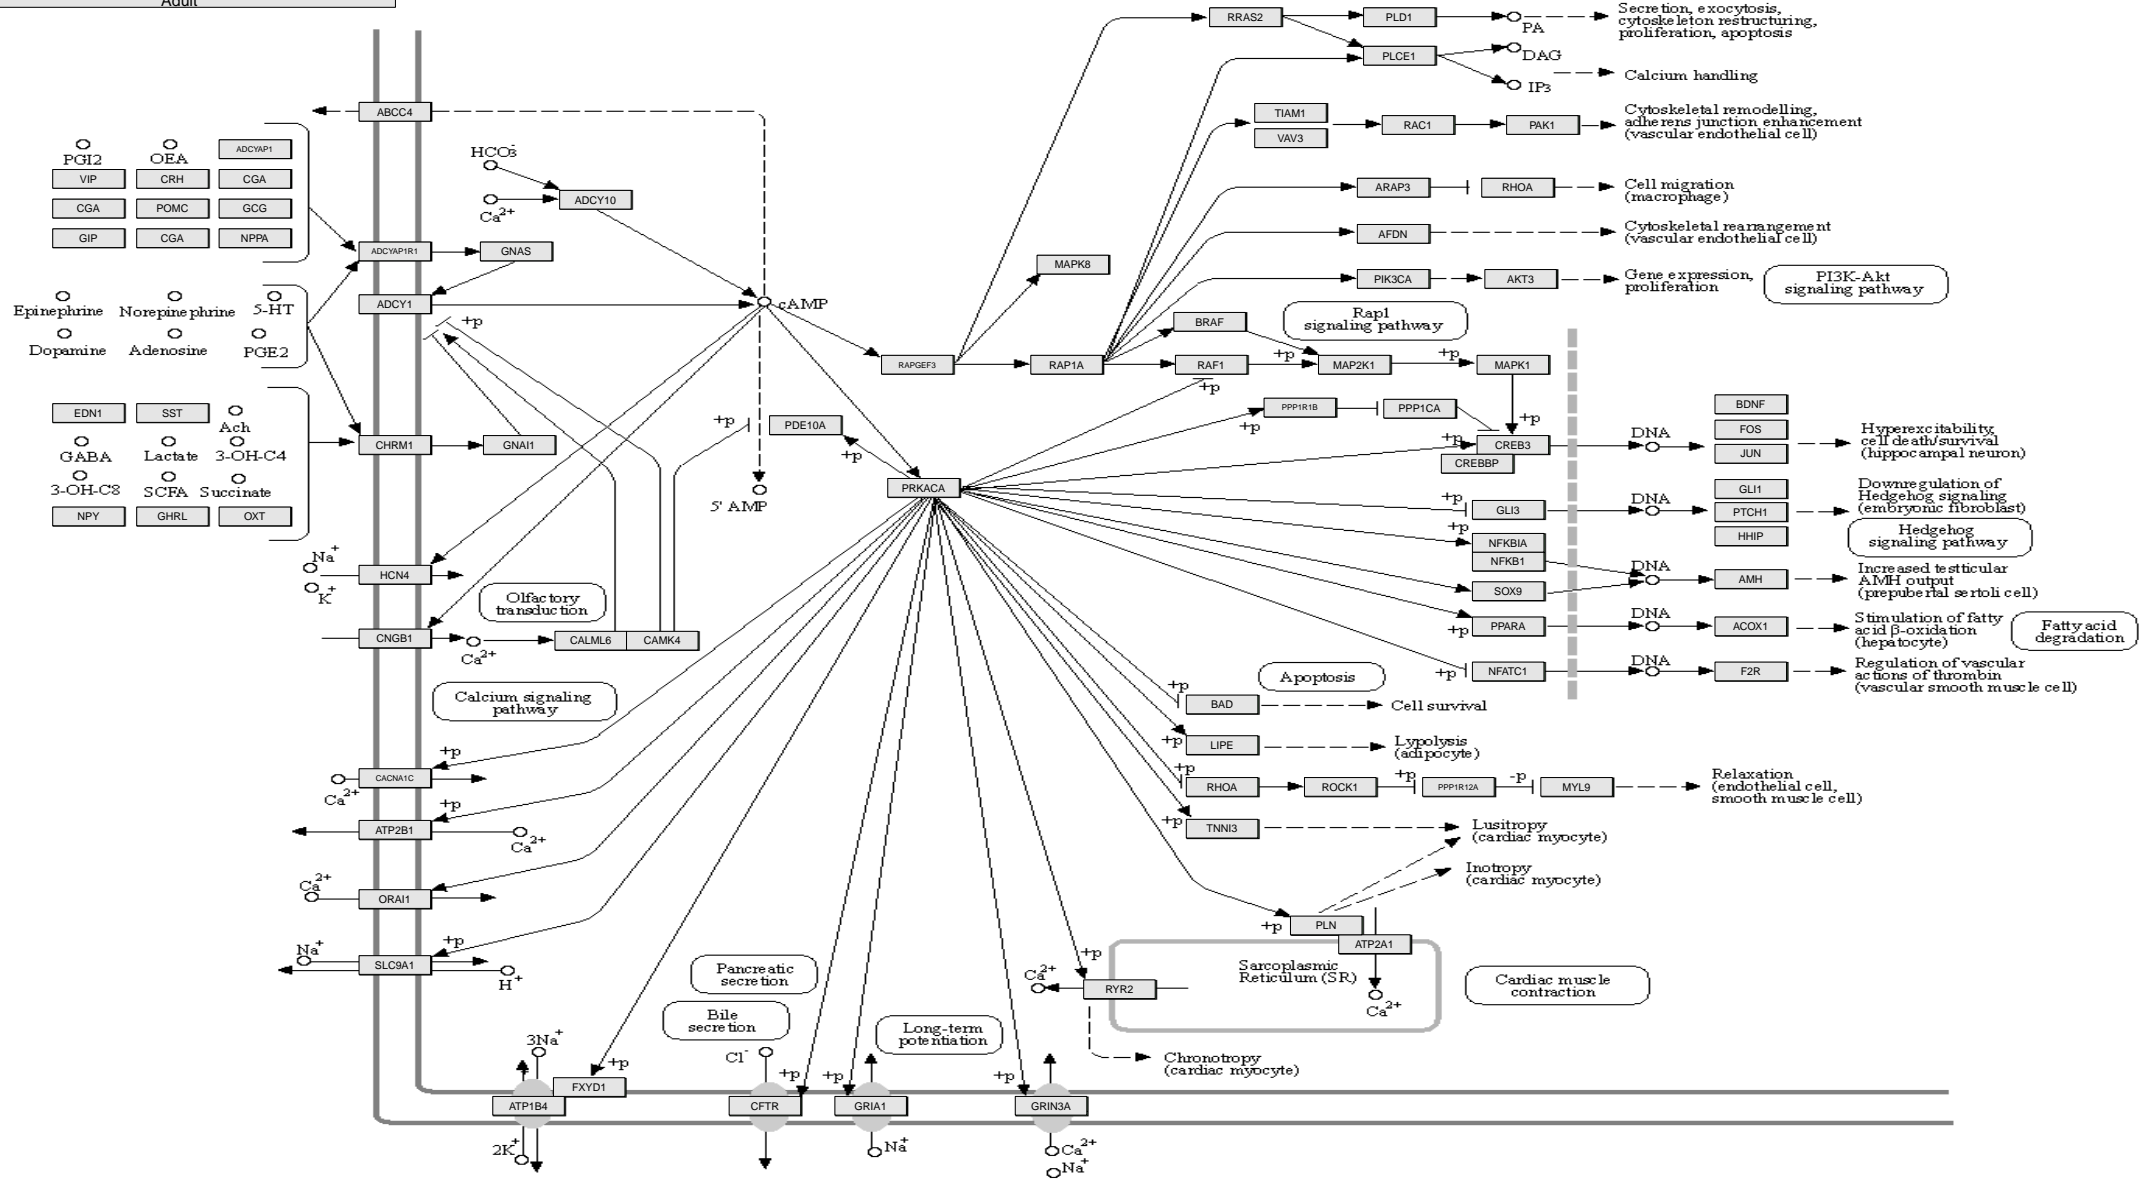 Adult
RRAS2
PLD1
PA
Secretion, exocytosis,
cytoskeleton restructuring,
proliferation, apoptosis
PLCE1
DAG
IP3
Calcium handling
ABCC4
TIAM1
VAV3
RAC1
PAK1
Cytoskeletal remodelling,
adherens junction enhancement
(vascular endothelial cell)
PGI2
OEA
ADCYAP1
VIP
CRH
CGA
CGA
POMC
GCG
GIP
CGA
NPPA
HCO3-
Ca2+
ADCY10
ARAP3
RHOA
Cell migration
(macrophage)
AFDN
Cytoskeletal rearrangement
(vascular endothelial cell)
ADCYAP1R1
GNAS
MAPK8
PIK3CA
AKT3
Gene expression,
proliferation
PI3K-Akt
signaling pathway
Epinephrine
Norepinephrine
5-HT
Dopamine
Adenosine
PGE2
ADCY1
+p
cAMP
BRAF
Rap1
signaling pathway
RAPGEF3
RAP1A
RAF1
+p
+p
MAP2K1
+p
MAPK1
EDN1
SST
Ach
GABA
Lactate
3-OH-C4
3-OH-C8
SCFA
Succinate
NPY
GHRL
OXT
CHRM1
GNAI1
+p
PDE10A
+p
5' AMP
PRKACA
PPP1R1B
+p
PPP1CA
+p
+p
CREB3
CREBBP
DNA
BDNF
FOS
JUN
Hyperexcitability,
cell death/survival
(hippocampal neuron)
+p
GLI3
DNA
GLI1
PTCH1
HHIP
Downregulation of
Hedgehog signaling
(embryonic fibroblast)
Hedgehog
signaling pathway
+p
NFKBIA
NFKB1
SOX9
DNA
AMH
Increased testticular
AMH output
(prepubertal sertoli cell)
+p
PPARA
DNA
ACOX1
Stimulation of fatty
acid β-oxidation
(hepatocyte)
Fatty acid
degradation
+p
NFATC1
DNA
F2R
Regulation of vascular
actions of thrombin
(vascular smooth muscle cell)
Na+
K+
HCN4
Olfactory
transduction
CNGB1
Ca2+
CALML6
CAMK4
Calcium signaling
pathway
Apoptosis
+p
BAD
Cell survival
+p
LIPE
Lypolysis
(adipocyte)
+p
RHOA
ROCK1
+p
PPP1R12A
-p
MYL9
Relaxation
(endothelial cell,
smooth muscle cell)
+p
TNNI3
Lusitropy
(cardiac myocyte)
Inotropy
(cardiac myocyte)
Ca2+
CACNA1C
+p
ATP2B1
+p
Ca2+
Ca2+
ORAI1
Na+
SLC9A1
+p
H+
+p
PLN
ATP2A1
Sarcoplasmic
Reticulum (SR)
Ca2+
Cardiac muscle
contraction
+p
Ca2+
RYR2
Chronotropy
(cardiac myocyte)
Pancreatic
secretion
Bile
secretion
Long-term
potentiation
3Na+
+p
FXYD1
ATP1B4
2K+
Cl-
+p
CFTR
+p
GRIA1
Na+
+p
GRIN3A
Ca2+
Na+